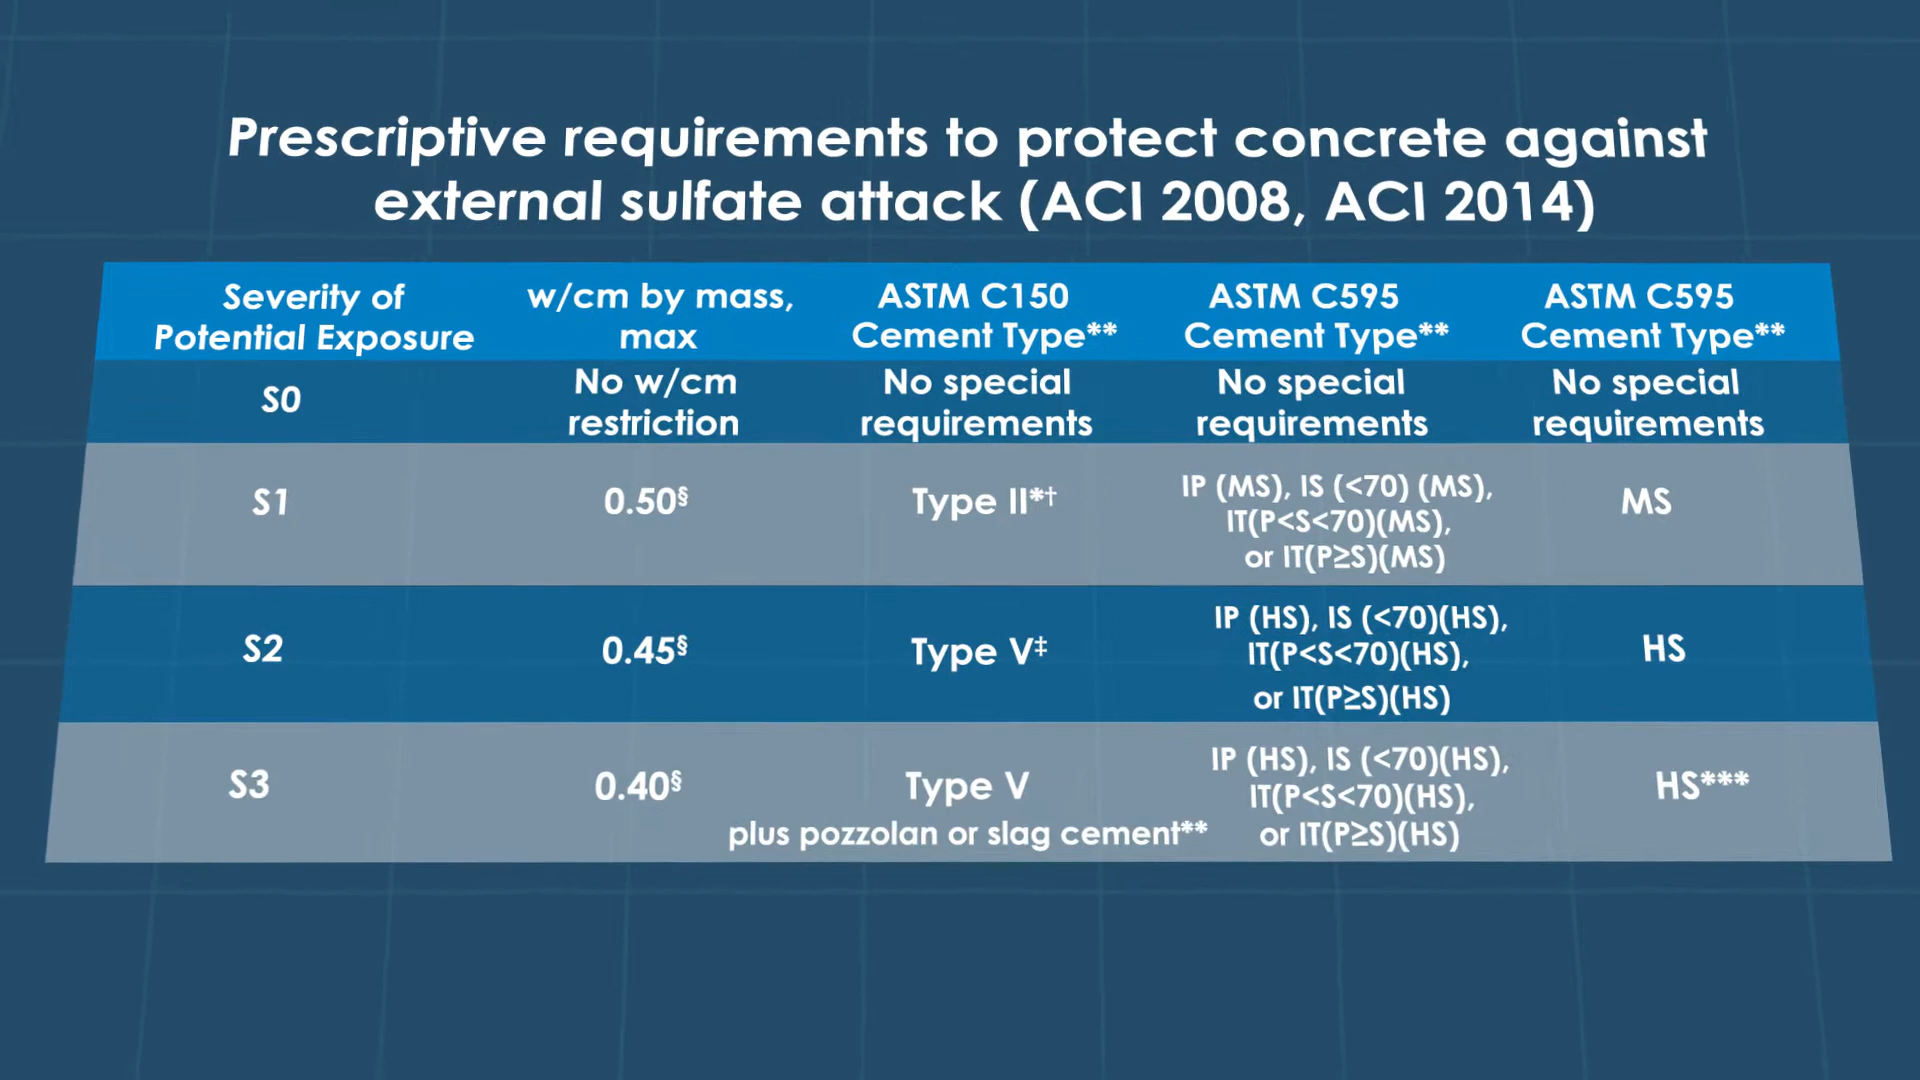 Prescriptive requirements to protect concrete against
external sulfate attack (ACI 2008, ACI 2014)
Severity of
Potential Exposure
w/cm by mass,
max
ASTM C150
Cement Type**
ASTM C595
Cement Type**
ASTM C595
Cement Type**
S0
No w/cm
restriction
No special
requirements
No special
requirements
No special
requirements
S1
0.50§
Type II*†
IP (MS), IS (<70) (MS),
IT(P<S<70)(MS),
or IT(P≥S)(MS)
MS
S2
0.45§
Type V‡
IP (HS), IS (<70)(HS),
IT(P<S<70)(HS),
or IT(P≥S)(HS)
HS
S3
0.40§
Type V
plus pozzolan or slag cement**
IP (HS), IS (<70)(HS),
IT(P<S<70)(HS),
or IT(P≥S)(HS)
HS***